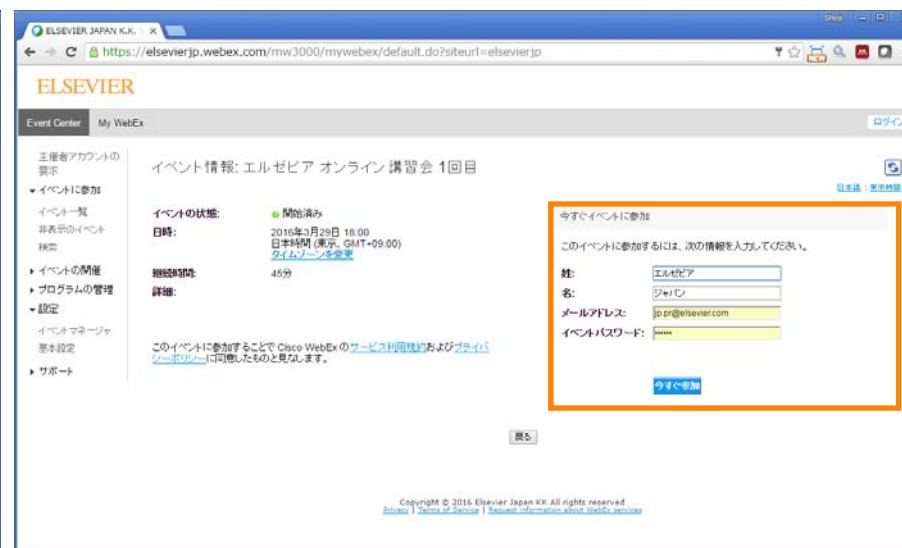 ELSEVIER JAPAN K.K.
https://elsevierjp.webex.com/mw3000/mywebex/default.do?siteurl=elsevierjp
ELSEVIER
Event Center My WebEx
ログイン
主催者アカウントの
要求
イベントに参加
イベント一覧
非表示のイベント
検索
イベントの開催
プログラムの管理
設定
イベントマネージャ
基本設定
サポート
イベント情報: エルゼビア オンライン 講習会 1回目
日本語 : 東京時間
イベントの状態: 開始済み
日時: 2016年3月29日 18:00
日本時間 (東京、GMT+09:00)
タイムゾーンを変更
継続時間: 45分
詳細:
このイベントに参加することで Cisco WebEx のサービス利用規約およびプライバ
シーポリシーに同意したものと見なします。
今すぐイベントに参加
このイベントに参加するには、次の情報を入力してください。
姓: エルゼビア
名: ジャパン
メールアドレス: jp.pr@elsevier.com
イベントパスワード: ••••••
今すぐ参加
戻る
Copyright © 2016 Elsevier Japan KK All rights reserved
Privacy | Terms of Service | Request information about WebEx services